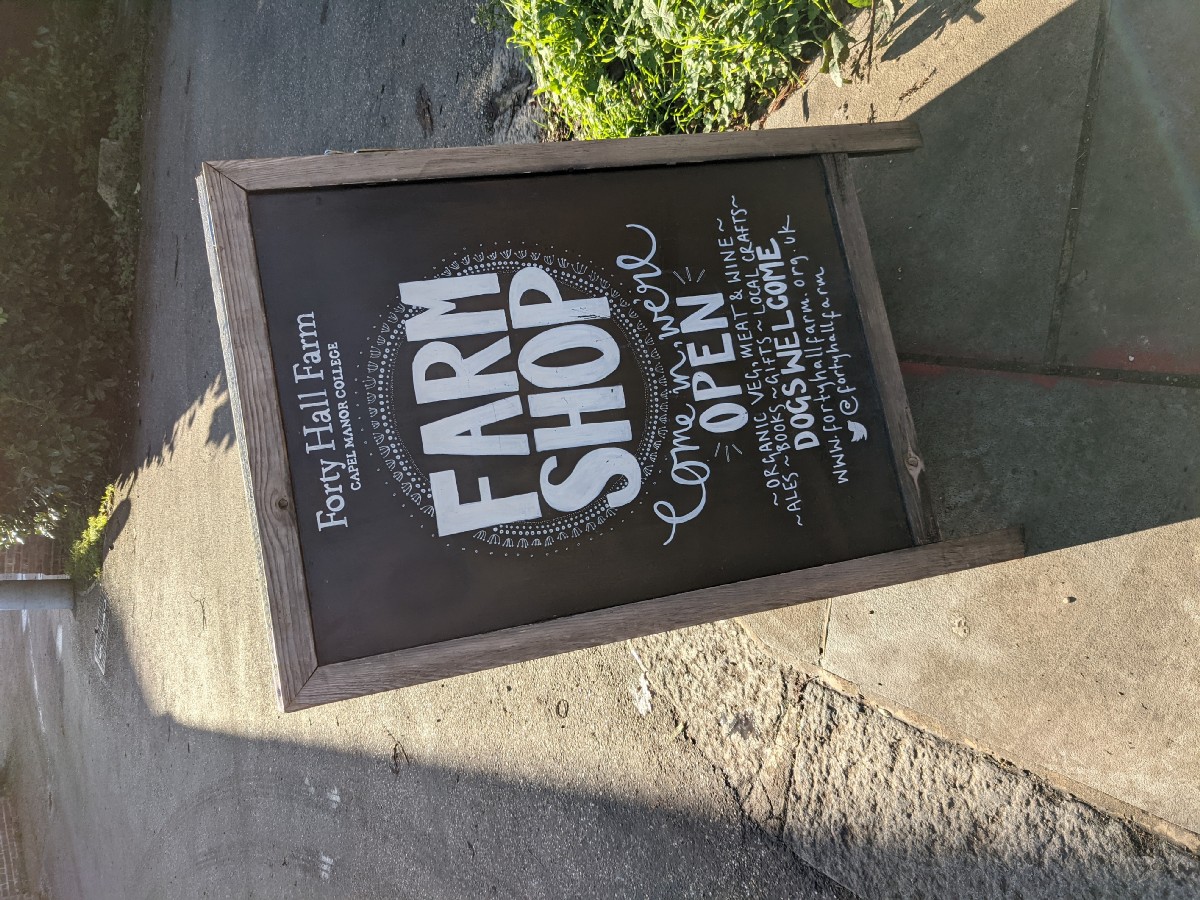 Forty Hall Farm
CAPEL MANOR COLLEGE
FARM
SHOP
Come in, we're
OPEN
~ORGANIC VEG, MEAT & WINE~
~ALES~BOOKS~GIFTS~LOCAL CRAFTS~
DOGS WELCOME
www.fortyhallfarm.org.uk
@fortyhallfarm